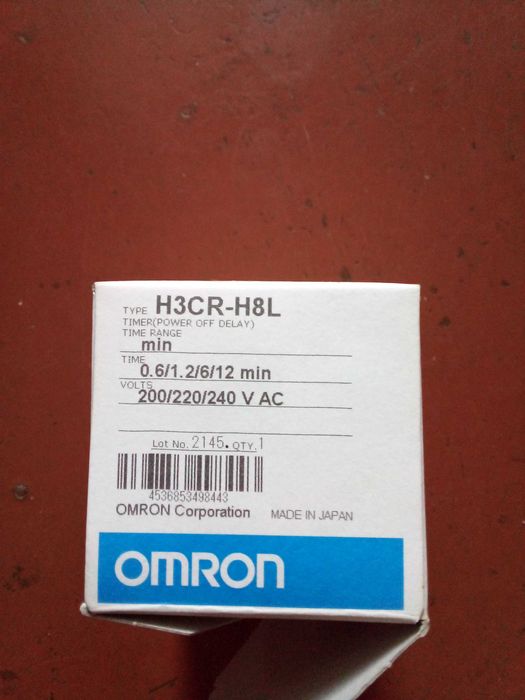 TYPE H3CR-H8L
TIMER(POWER OFF DELAY)
TIME RANGE
min
TIME
0.6/1.2/6/12 min
VOLTS
200/220/240 V AC
Lot No. 2145. QTY. 1
4536853498443
OMRON Corporation MADE IN JAPAN
OMRON